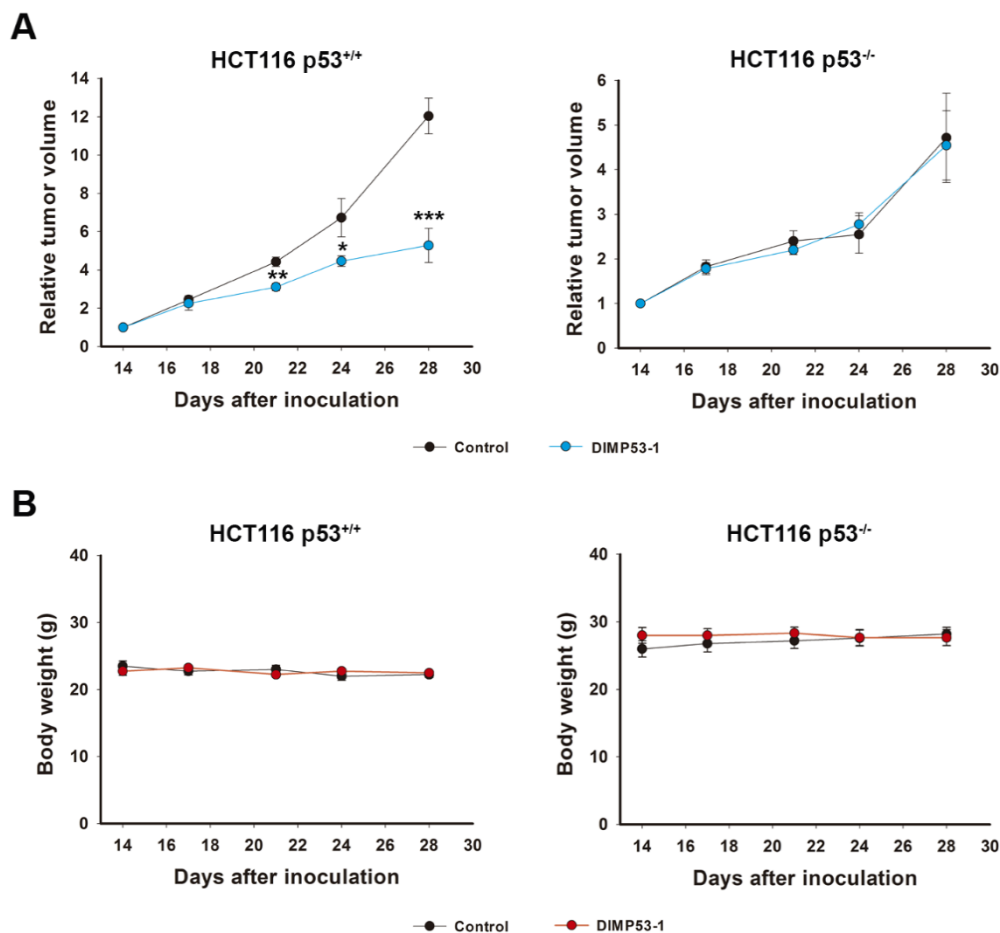 A
HCT116 p53+/+
HCT116 p53-/-
Relative tumor volume
14
12
10
8
6
4
2
0
14 16 18 20 22 24 26 28 30
Days after inoculation
**
*
***
Relative tumor volume
6
5
4
3
2
1
0
14 16 18 20 22 24 26 28 30
Days after inoculation
Control DIMP53-1
B
HCT116 p53+/+
HCT116 p53-/-
Body weight (g)
40
30
20
10
0
14 16 18 20 22 24 26 28 30
Days after inoculation
Body weight (g)
40
30
20
10
0
14 16 18 20 22 24 26 28 30
Days after inoculation
Control DIMP53-1